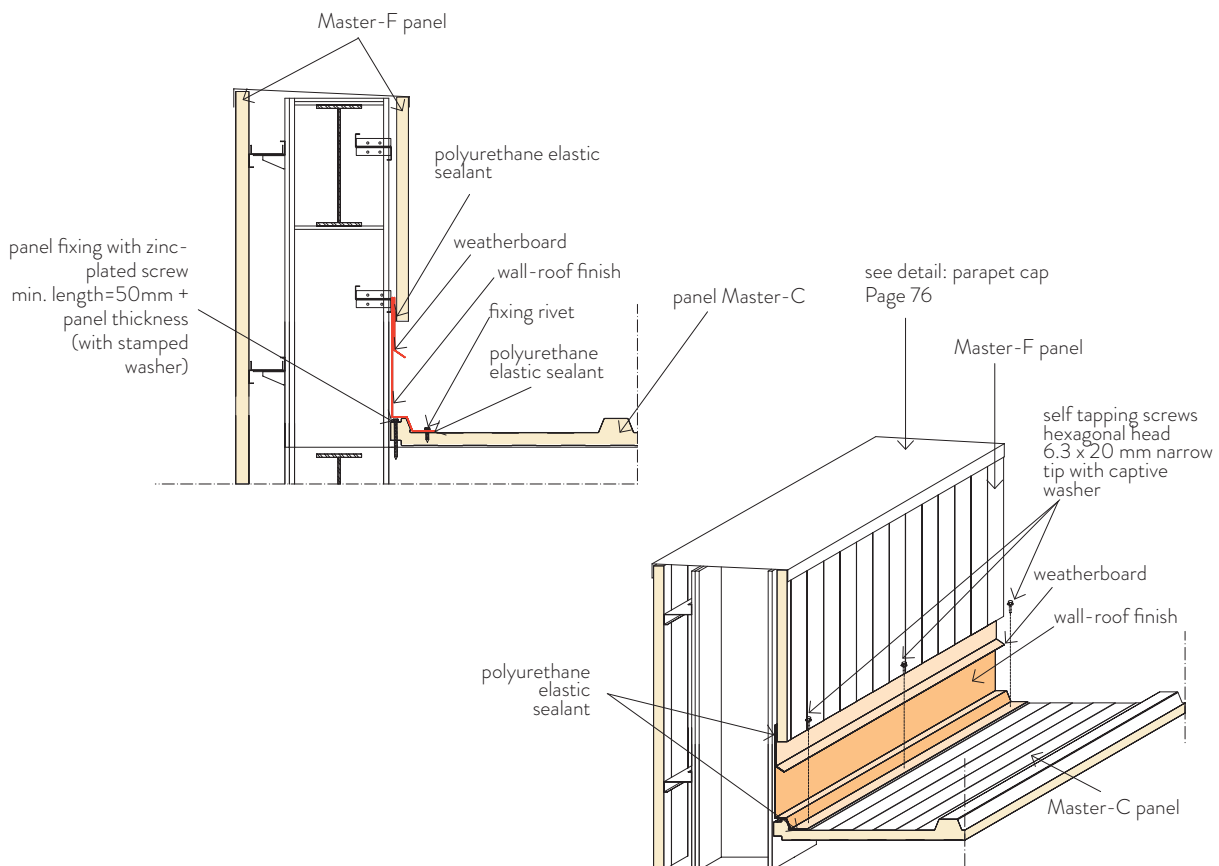 Master-F panel
polyurethane elastic
sealant
weatherboard
wall-roof finish
fixing rivet
polyurethane
elastic sealant
panel Master-C
panel fixing with zinc-
plated screw
min. length=50mm +
panel thickness
(with stamped
washer)
see detail: parapet cap
Page 76
Master-F panel
self tapping screws
hexagonal head
6.3 x 20 mm narrow
tip with captive
washer
weatherboard
wall-roof finish
polyurethane
elastic
sealant
Master-C panel